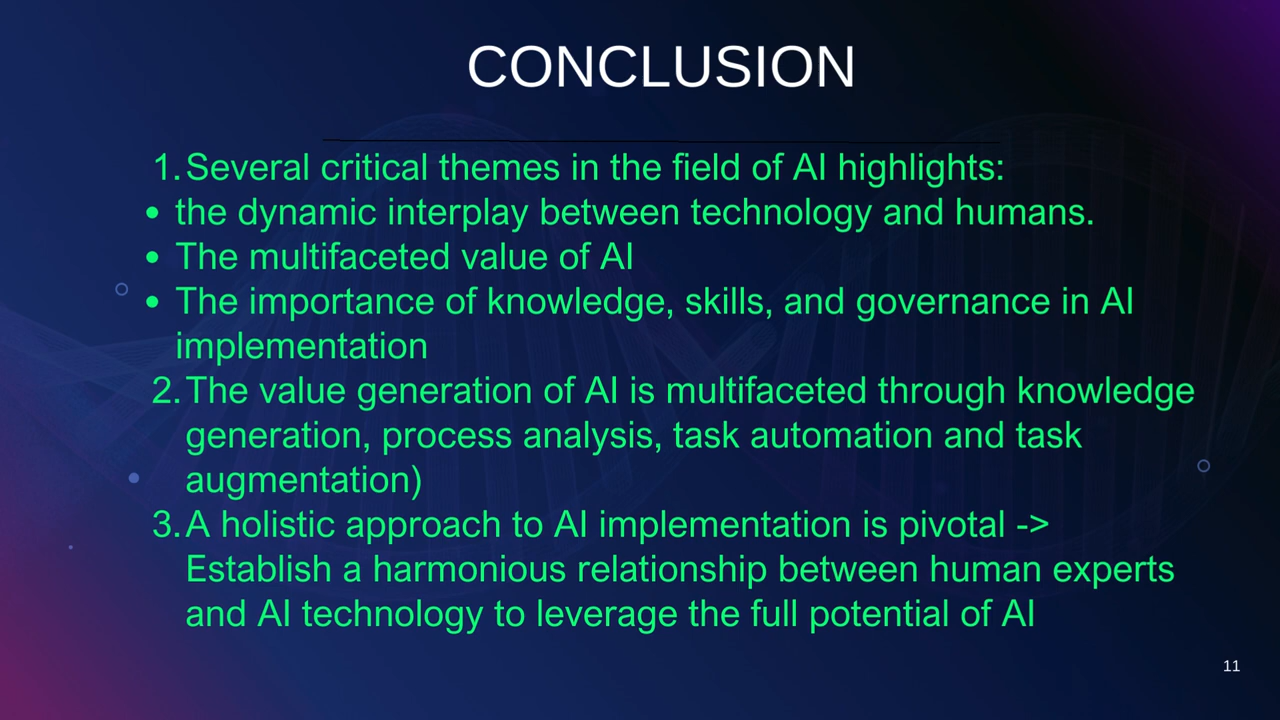 CONCLUSION
1. Several critical themes in the field of AI highlights:
• the dynamic interplay between technology and humans.
• The multifaceted value of AI
• The importance of knowledge, skills, and governance in AI
implementation
2. The value generation of AI is multifaceted through knowledge
generation, process analysis, task automation and task
augmentation)
3. A holistic approach to AI implementation is pivotal ->
Establish a harmonious relationship between human experts
and AI technology to leverage the full potential of AI
11